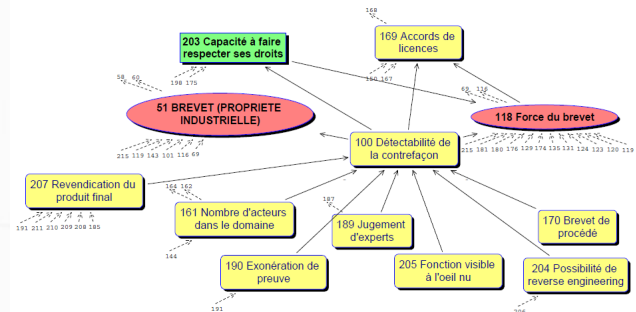 168
203 Capacité à faire
respecter ses droits
169 Accords de
licences
58 60
198 175
150 167
69 116
51 BREVET (PROPRIETE
INDUSTRIELLE)
118 Force du brevet
100 Détectabilité de
la contrefaçon
215 119 143 101 116 69
215 181 180 176 129 174 135 131 124 123 120 119
207 Revendication du
produit final
164 162
161 Nombre d'acteurs
dans le domaine
187
189 Jugement
d'experts
170 Brevet de
procédé
191 211 210 209 208 185
144
190 Exonération de
preuve
205 Fonction visible
à l'oeil nu
204 Possibilité de
reverse engineering
191
206